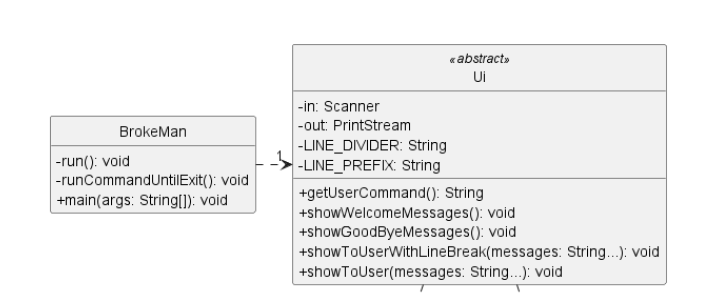 BrokeMan
-run(): void
-runCommandUntilExit(): void
+main(args: String[]): void
1
«abstract»
Ui
-in: Scanner
-out: PrintStream
-LINE_DIVIDER: String
-LINE_PREFIX: String
+getUserCommand(): String
+showWelcomeMessages(): void
+showGoodByeMessages(): void
+showToUserWithLineBreak(messages: String...): void
+showToUser(messages: String...): void